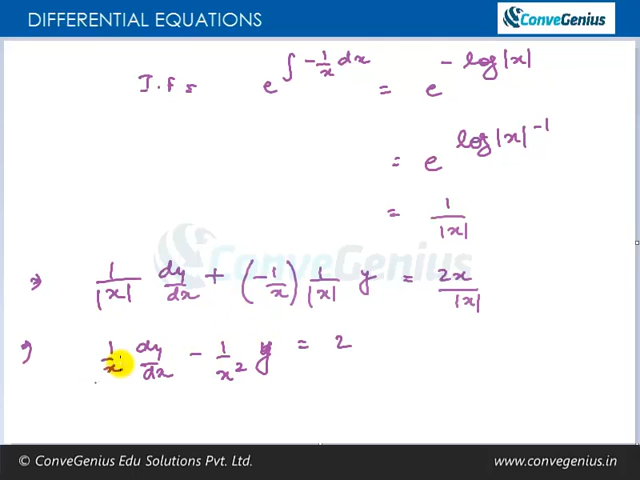 DIFFERENTIAL EQUATIONS
ConveGenius
I.F = e^{∫ -1/x dx} = e^{- log|x|}
= e^{log|x|^{-1}}
= 1/|x|
ConveGenius
⇒ 1/|x| dy/dx + (-1/x) 1/|x| y = 2x/|x|
⇒ 1/x dy/dx - 1/x² y = 2
© ConveGenius Edu Solutions Pvt. Ltd. www.convegenius.in